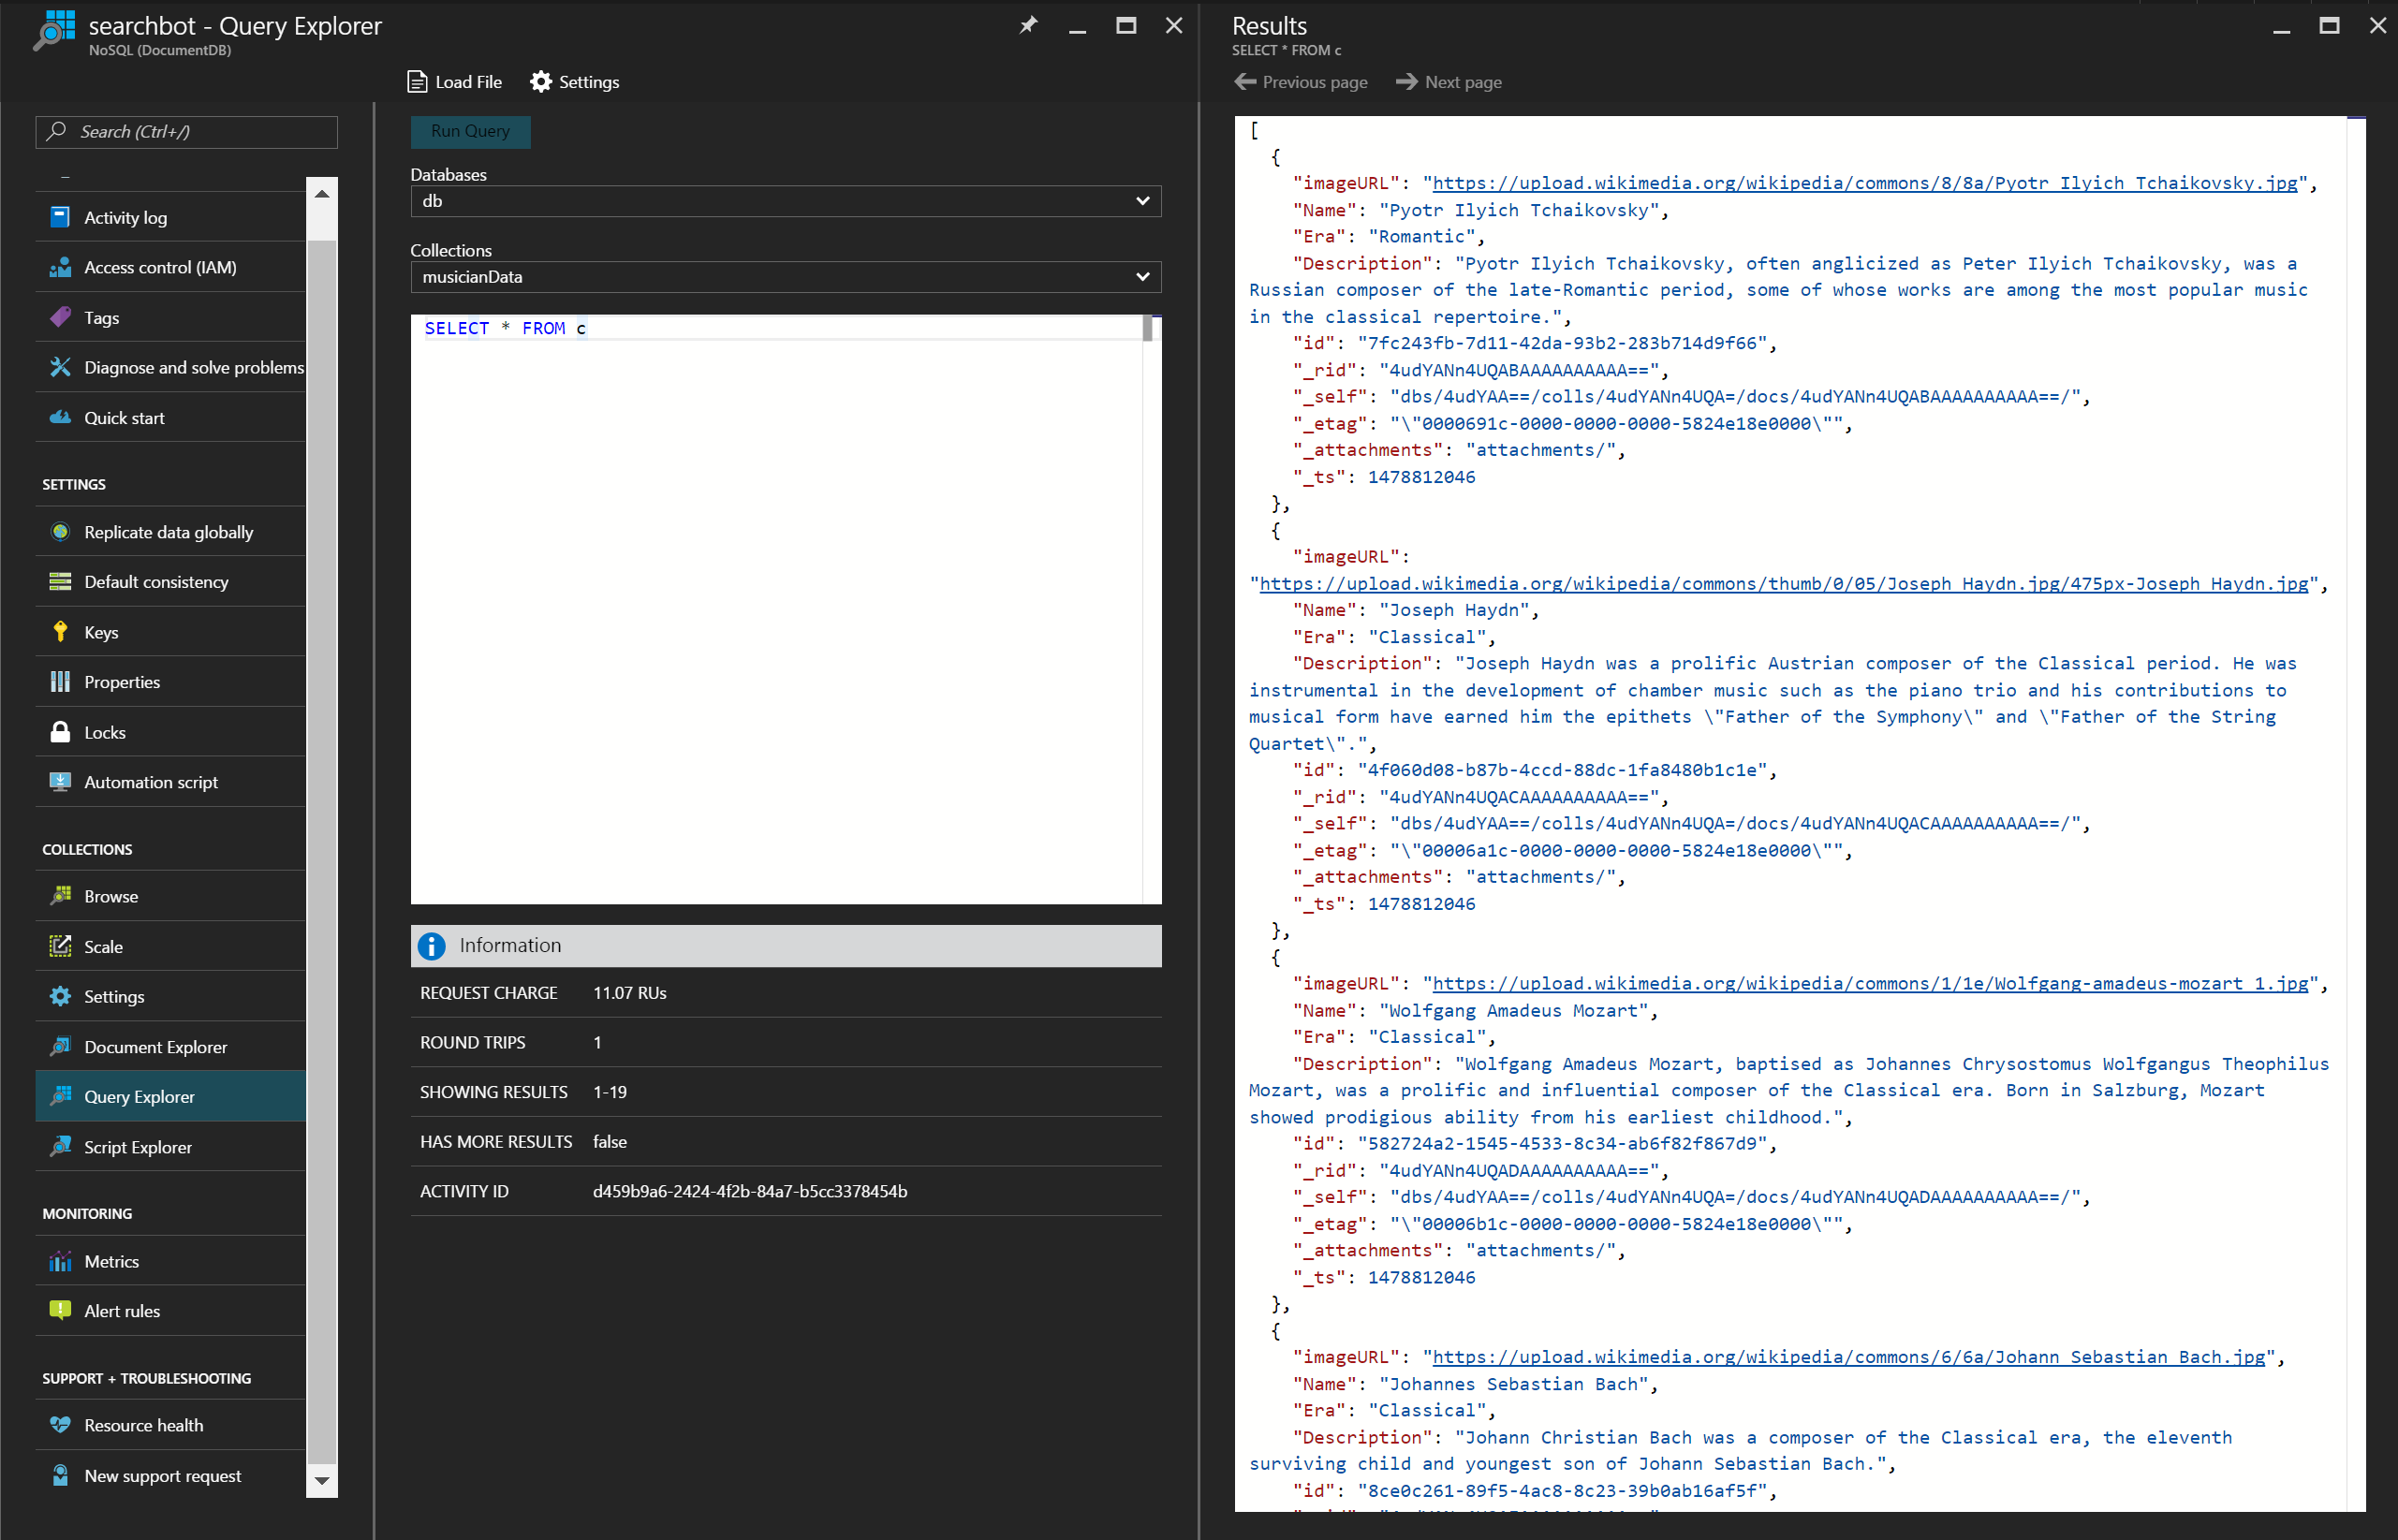 searchbot - Query Explorer
NoSQL (DocumentDB)
Load File
Settings
Search (Ctrl+/)
Activity log
Access control (IAM)
Tags
Diagnose and solve problems
Quick start
SETTINGS
Replicate data globally
Default consistency
Keys
Properties
Locks
Automation script
COLLECTIONS
Browse
Scale
Settings
Document Explorer
Query Explorer
Script Explorer
MONITORING
Metrics
Alert rules
SUPPORT + TROUBLESHOOTING
Resource health
New support request
Run Query
Databases
db
Collections
musicianData
SELECT * FROM c
Information
REQUEST CHARGE 11.07 RUs
ROUND TRIPS 1
SHOWING RESULTS 1-19
HAS MORE RESULTS false
ACTIVITY ID d459b9a6-2424-4f2b-84a7-b5cc3378454b
Results
SELECT * FROM c
Previous page
Next page
[
{
"imageURL": "https://upload.wikimedia.org/wikipedia/commons/8/8a/Pyotr_Ilyich_Tchaikovsky.jpg",
"Name": "Pyotr Ilyich Tchaikovsky",
"Era": "Romantic",
"Description": "Pyotr Ilyich Tchaikovsky, often anglicized as Peter Ilyich Tchaikovsky, was a
Russian composer of the late-Romantic period, some of whose works are among the most popular music
in the classical repertoire.",
"id": "7fc243fb-7d11-42da-93b2-283b714d9f66",
"_rid": "4udYANn4UQABAAAAAAAAAA==",
"_self": "dbs/4udYAA==/colls/4udYANn4UQA=/docs/4udYANn4UQABAAAAAAAAAA==/",
"_etag": "\"0000691c-0000-0000-0000-5824e18e0000\"",
"_attachments": "attachments/",
"_ts": 1478812046
},
{
"imageURL":
"https://upload.wikimedia.org/wikipedia/commons/thumb/0/05/Joseph_Haydn.jpg/475px-Joseph_Haydn.jpg",
"Name": "Joseph Haydn",
"Era": "Classical",
"Description": "Joseph Haydn was a prolific Austrian composer of the Classical period. He was
instrumental in the development of chamber music such as the piano trio and his contributions to
musical form have earned him the epithets \"Father of the Symphony\" and \"Father of the String
Quartet\".",
"id": "4f060d08-b87b-4ccd-88dc-1fa8480b1c1e",
"_rid": "4udYANn4UQACAAAAAAAAAA==",
"_self": "dbs/4udYAA==/colls/4udYANn4UQA=/docs/4udYANn4UQACAAAAAAAAAA==/",
"_etag": "\"00006a1c-0000-0000-0000-5824e18e0000\"",
"_attachments": "attachments/",
"_ts": 1478812046
},
{
"imageURL": "https://upload.wikimedia.org/wikipedia/commons/1/1e/Wolfgang-amadeus-mozart_1.jpg",
"Name": "Wolfgang Amadeus Mozart",
"Era": "Classical",
"Description": "Wolfgang Amadeus Mozart, baptised as Johannes Chrysostomus Wolfgangus Theophilus
Mozart, was a prolific and influential composer of the Classical era. Born in Salzburg, Mozart
showed prodigious ability from his earliest childhood.",
"id": "582724a2-1545-4533-8c34-ab6f82f867d9",
"_rid": "4udYANn4UQADAAAAAAAAAA==",
"_self": "dbs/4udYAA==/colls/4udYANn4UQA=/docs/4udYANn4UQADAAAAAAAAAA==/",
"_etag": "\"00006b1c-0000-0000-0000-5824e18e0000\"",
"_attachments": "attachments/",
"_ts": 1478812046
},
{
"imageURL": "https://upload.wikimedia.org/wikipedia/commons/6/6a/Johann_Sebastian_Bach.jpg",
"Name": "Johannes Sebastian Bach",
"Era": "Classical",
"Description": "Johann Christian Bach was a composer of the Classical era, the eleventh
surviving child and youngest son of Johann Sebastian Bach.",
"id": "8ce0c261-89f5-4ac8-8c23-39b0ab16af5f",